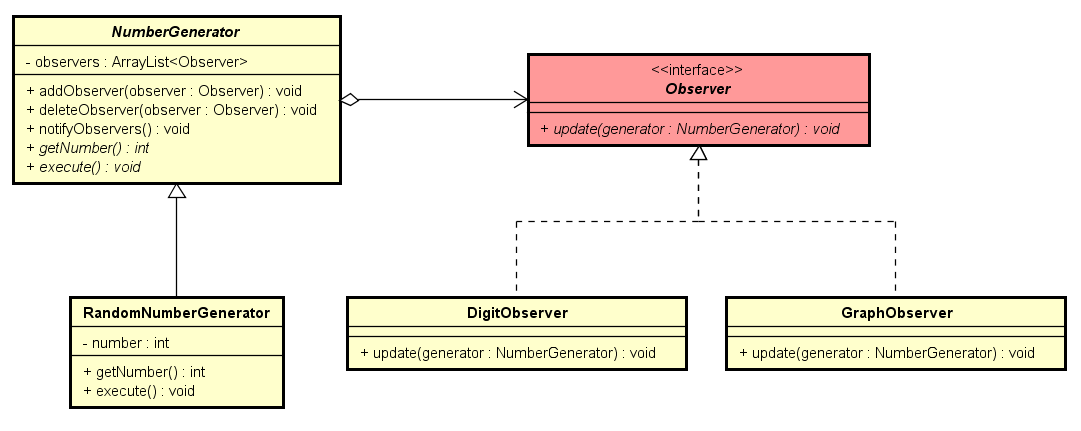 NumberGenerator
- observers : ArrayList<Observer>
+ addObserver(observer : Observer) : void
+ deleteObserver(observer : Observer) : void
+ notifyObservers() : void
+ getNumber() : int
+ execute() : void
<<interface>>
Observer
+ update(generator : NumberGenerator) : void
RandomNumberGenerator
- number : int
+ getNumber() : int
+ execute() : void
DigitObserver
+ update(generator : NumberGenerator) : void
GraphObserver
+ update(generator : NumberGenerator) : void